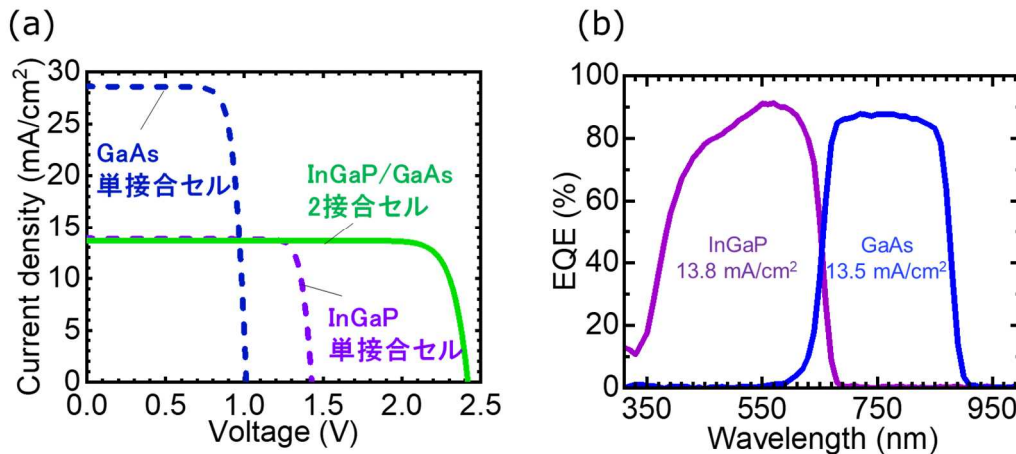 (a)
Current density (mA/cm²)
30
25
20
15
10
5
0
GaAs
単接合セル
InGaP/GaAs
2接合セル
InGaP
単接合セル
0.0 0.5 1.0 1.5 2.0 2.5
Voltage (V)
(b)
EQE (%)
100
80
60
40
20
0
InGaP
13.8 mA/cm²
GaAs
13.5 mA/cm²
350 550 750 950
Wavelength (nm)